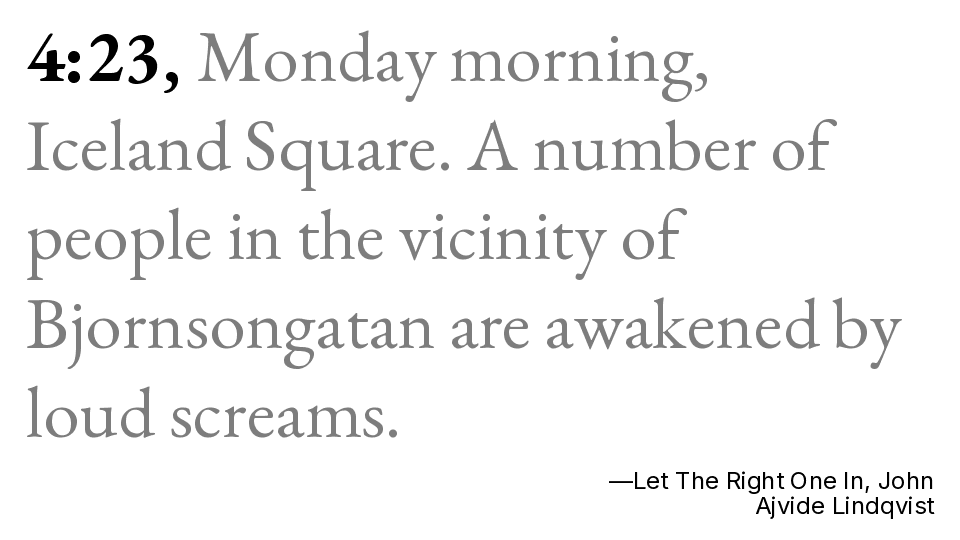 4:23, Monday morning,
Iceland Square. A number of
people in the vicinity of
Bjornsongatan are awakened by
loud screams.
—Let The Right One In, John
Ajvide Lindqvist